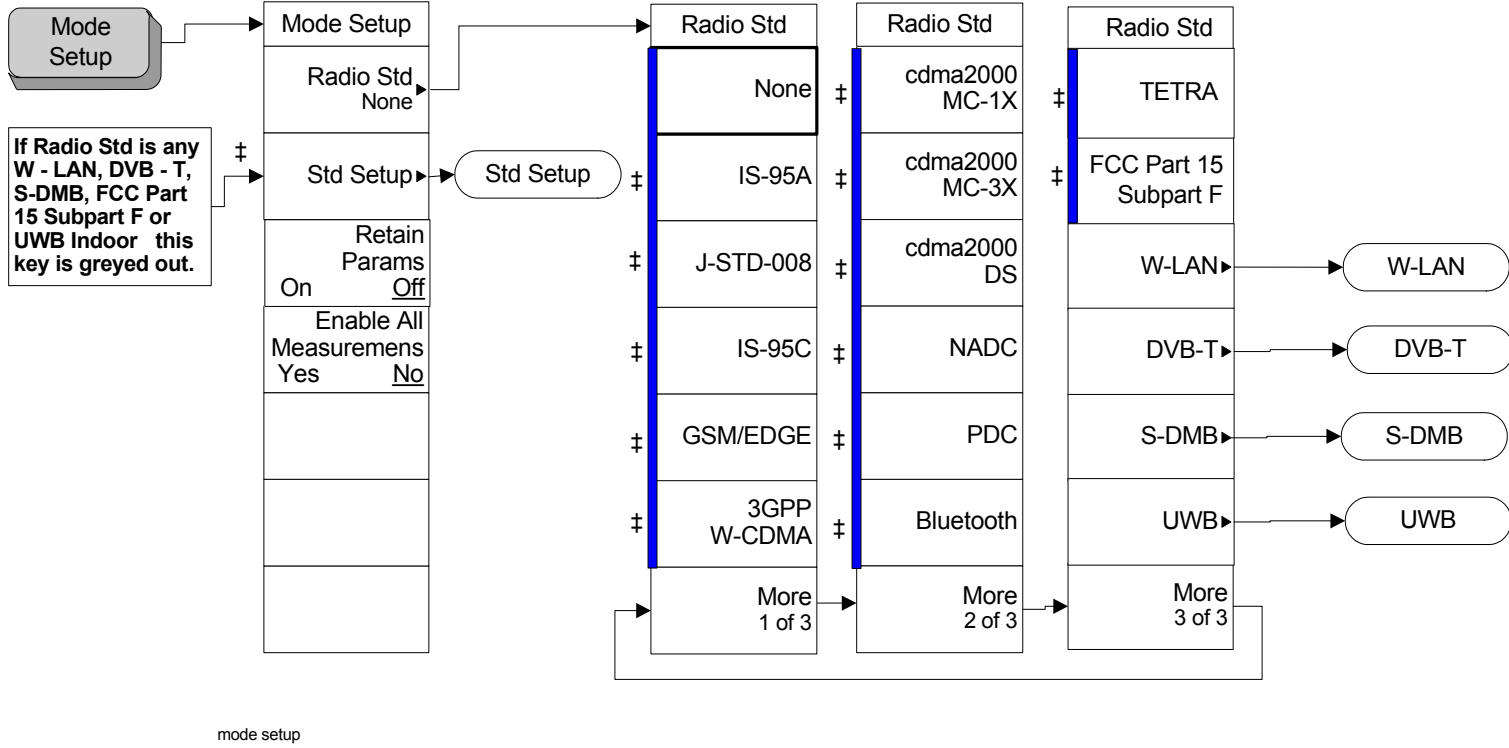 Mode
Setup
If Radio Std is any
W - LAN, DVB - T,
S-DMB, FCC Part
15 Subpart F or
UWB Indoor this
key is greyed out.
‡
Mode Setup
Radio Std
None
Std Setup
Retain
Params
On Off
Enable All
Measuremens
Yes No
Std Setup
Radio Std
None
‡ IS-95A
‡ J-STD-008
‡ IS-95C
‡ GSM/EDGE
‡ 3GPP
W-CDMA
More
1 of 3
Radio Std
‡ cdma2000
MC-1X
‡ cdma2000
MC-3X
‡ cdma2000
DS
‡ NADC
‡ PDC
‡ Bluetooth
More
2 of 3
Radio Std
‡ TETRA
‡ FCC Part 15
Subpart F
W-LAN
DVB-T
S-DMB
UWB
More
3 of 3
W-LAN
DVB-T
S-DMB
UWB
mode setup